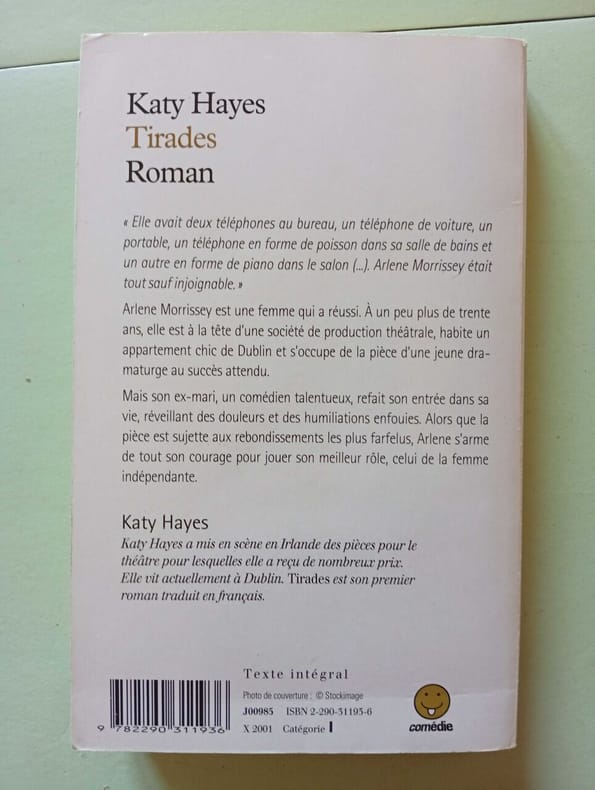 Katy Hayes
Tirades
Roman
« Elle avait deux téléphones au bureau, un téléphone de voiture, un
portable, un téléphone en forme de poisson dans sa salle de bains et
un autre en forme de piano dans le salon (...). Arlene Morrissey était
tout sauf injoignable. »
Arlene Morrissey est une femme qui a réussi. À un peu plus de trente
ans, elle est à la tête d'une société de production théâtrale, habite un
appartement chic de Dublin et s'occupe de la pièce d'une jeune dra-
maturge au succès attendu.
Mais son ex-mari, un comédien talentueux, refait son entrée dans sa
vie, réveillant des douleurs et des humiliations enfouies. Alors que la
pièce est sujette aux rebondissements les plus farfelus, Arlene s'arme
de tout son courage pour jouer son meilleur rôle, celui de la femme
indépendante.
Katy Hayes
Katy Hayes a mis en scène en Irlande des pièces pour le
théâtre pour lesquelles elle a reçu de nombreux prix.
Elle vit actuellement à Dublin. Tirades est son premier
roman traduit en français.
Texte intégral
Photo de couverture : © Stockimage
J00985 ISBN 2-290-31193-6
X 2001 Catégorie I
9 782290 311936
comédie